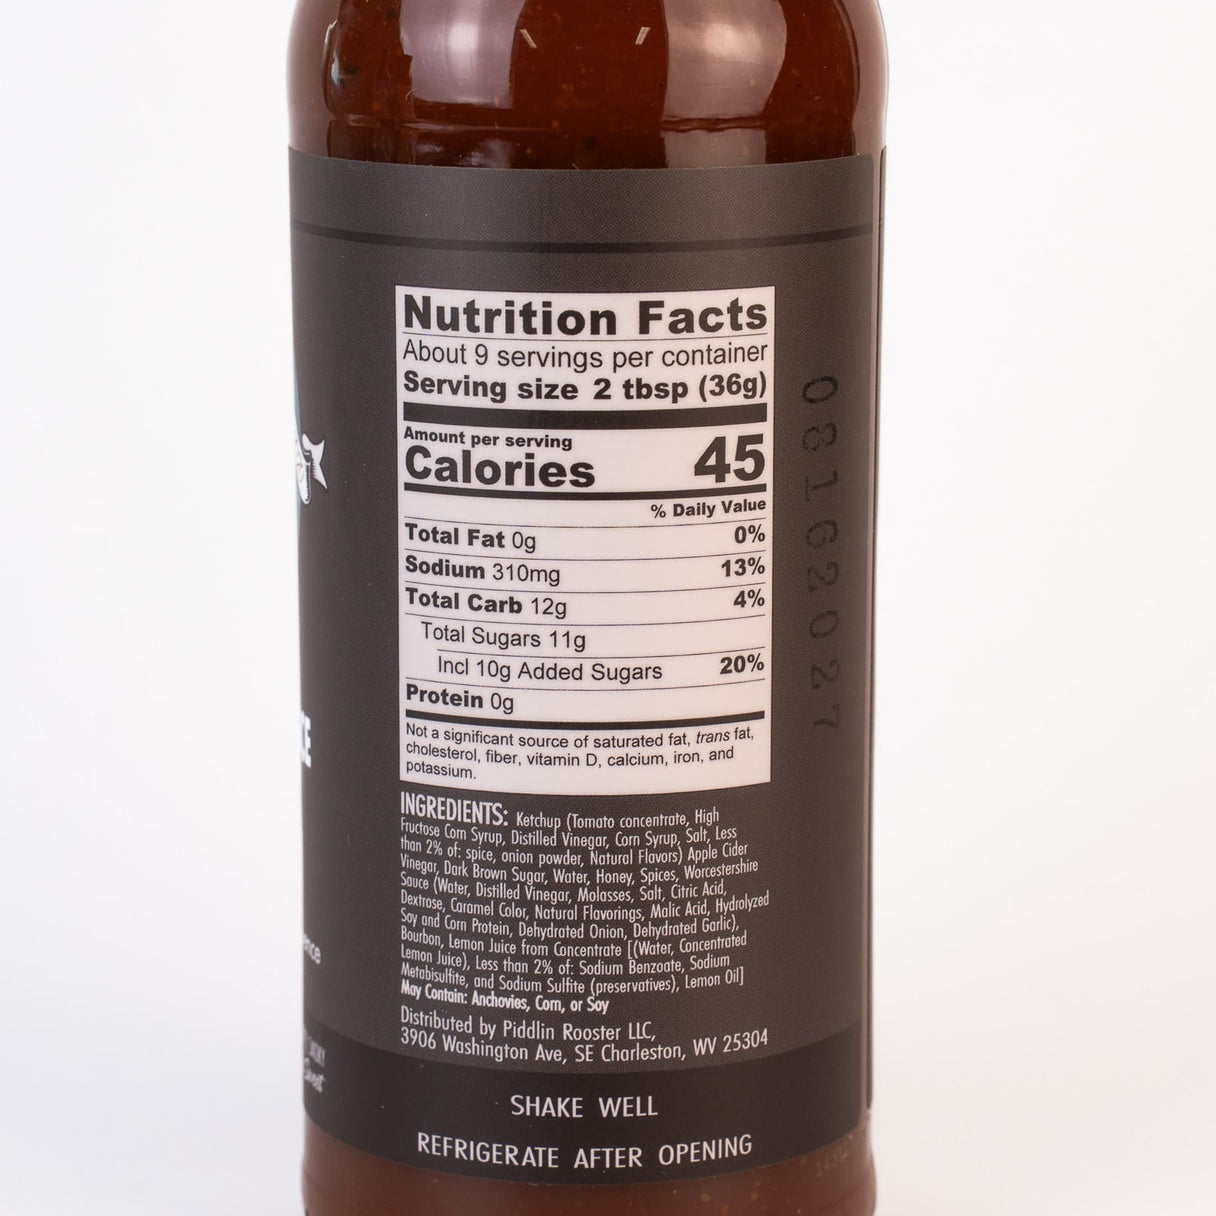 Nutrition Facts
About 9 servings per container
Serving size 2 tbsp (36g)
Amount per serving
Calories 45
% Daily Value
Total Fat 0g 0%
Sodium 310mg 13%
Total Carb 12g 4%
Total Sugars 11g
Incl 10g Added Sugars 20%
Protein 0g
Not a significant source of saturated fat, trans fat,
cholesterol, fiber, vitamin D, calcium, iron, and
potassium.
INGREDIENTS: Ketchup (Tomato concentrate, High
Fructose Corn Syrup, Distilled Vinegar, Corn Syrup, Salt, Less
than 2% of: spice, onion powder, Natural Flavors) Apple Cider
Vinegar, Dark Brown Sugar, Water, Honey, Spices, Worcestershire
Sauce (Water, Distilled Vinegar, Molasses, Salt, Citric Acid,
Dextrose, Caramel Color, Natural Flavorings, Malic Acid, Hydrolyzed
Soy and Corn Protein, Dehydrated Onion, Dehydrated Garlic),
Bourbon, Lemon Juice from Concentrate [(Water, Concentrated
Lemon Juice), Less than 2% of: Sodium Benzoate, Sodium
Metabisulfite, and Sodium Sulfite (preservatives), Lemon Oil]
May Contain: Anchovies, Corn, or Soy
Distributed by Piddlin Rooster LLC,
3906 Washington Ave, SE Charleston, WV 25304
SHAKE WELL
REFRIGERATE AFTER OPENING
08162027